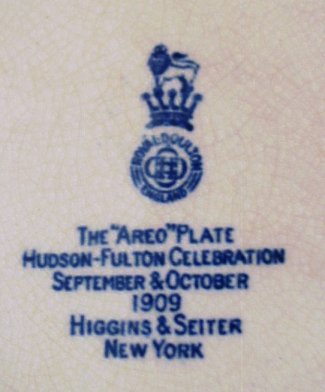 ROYAL DOULTON
ENGLAND
THE "AREO" PLATE
HUDSON-FULTON CELEBRATION
SEPTEMBER & OCTOBER
1909
HIGGINS & SEITER
NEW YORK